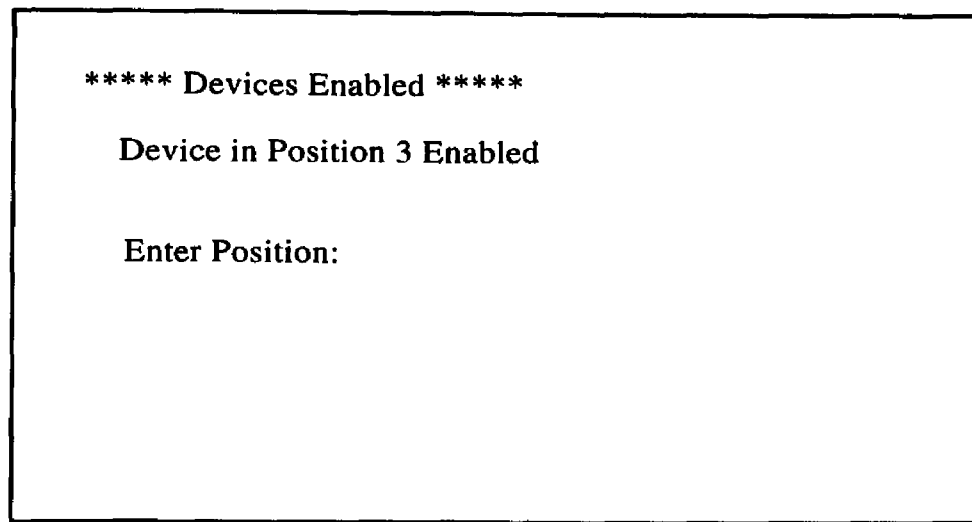 ***** Devices Enabled *****
Device in Position 3 Enabled
Enter Position: